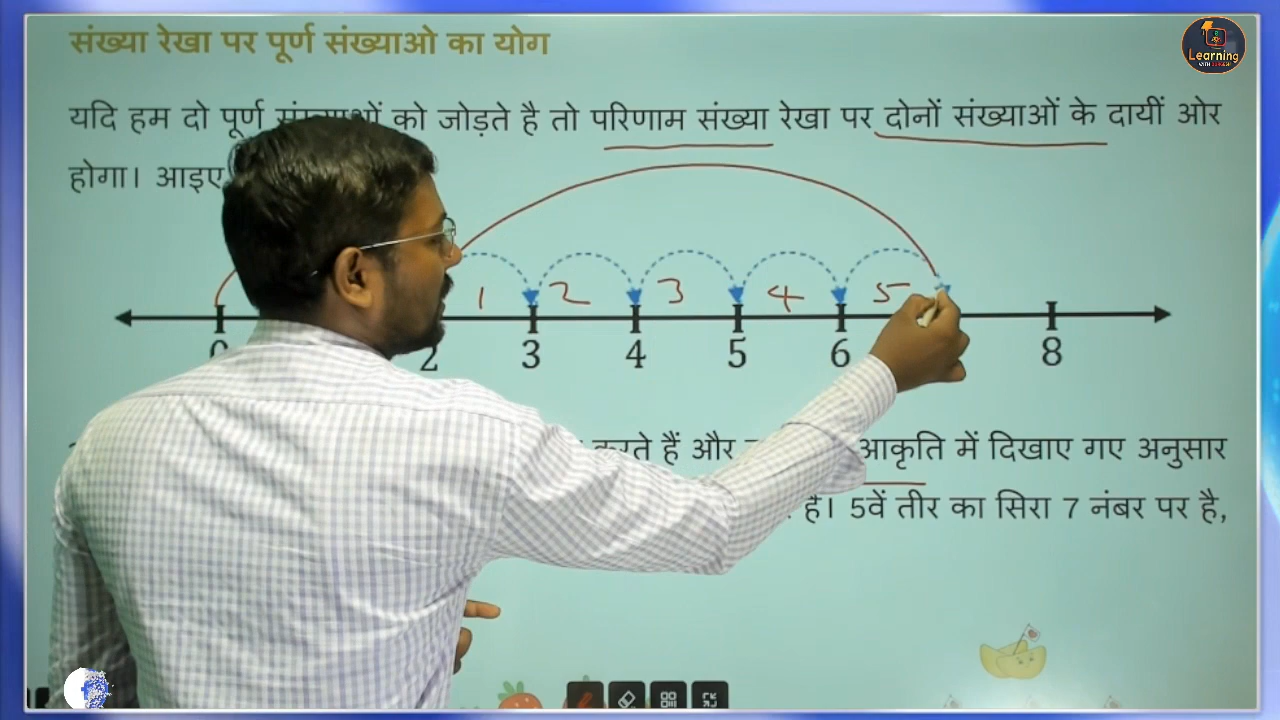 संख्या रेखा पर पूर्ण संख्याओ का योग
Learning
यदि हम दो पूर्ण संख्याओं को जोड़ते है तो परिणाम संख्या रेखा पर दोनों संख्याओं के दायीं ओर
होगा। आइए
1 2 3 4 5
0 2 3 4 5 6 8
करते हैं और आकृति में दिखाए गए अनुसार
है। 5वें तीर का सिरा 7 नंबर पर है,